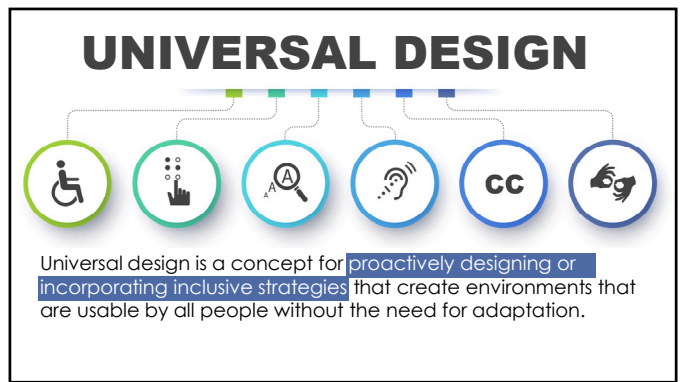 UNIVERSAL DESIGN
A A A
CC
Universal design is a concept for proactively designing or
incorporating inclusive strategies that create environments that
are usable by all people without the need for adaptation.